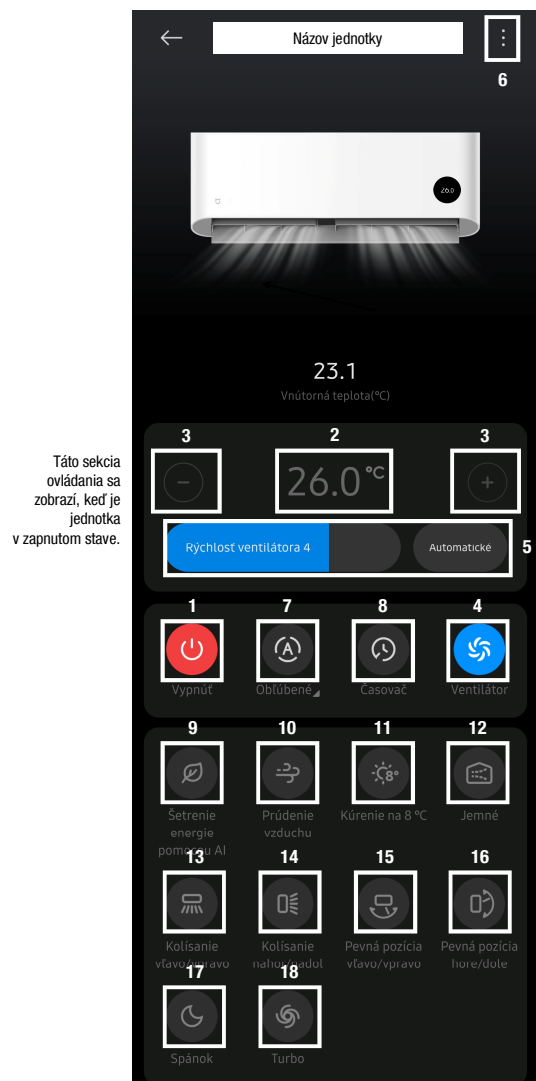 Názov jednotky
6
26.0
23.1
Vnútorná teplota(°C)
3 2 3
26.0 °C
Táto sekcia
ovládania sa
zobrazí, keď je
jednotka
v zapnutom stave.
Rýchlosť ventilátora 4 Automatické 5
1 7 8 4
Vypnúť Obľúbené Časovač Ventilátor
9 10 11 12
8°
Šetrenie Prúdenie Kúrenie na 8 °C Jemné
energie vzduchu
pomocou AI
13 14 15 16
Kolísanie Kolísanie Pevná pozícia Pevná pozícia
vľavo/vpravo nahor/nadol vľavo/vpravo hore/dole
17 18
Spánok Turbo